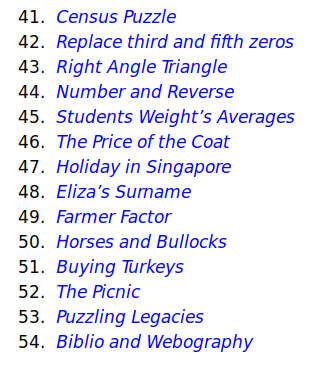 41. Census Puzzle
42. Replace third and fifth zeros
43. Right Angle Triangle
44. Number and Reverse
45. Students Weight’s Averages
46. The Price of the Coat
47. Holiday in Singapore
48. Eliza’s Surname
49. Farmer Factor
50. Horses and Bullocks
51. Buying Turkeys
52. The Picnic
53. Puzzling Legacies
54. Biblio and Webography